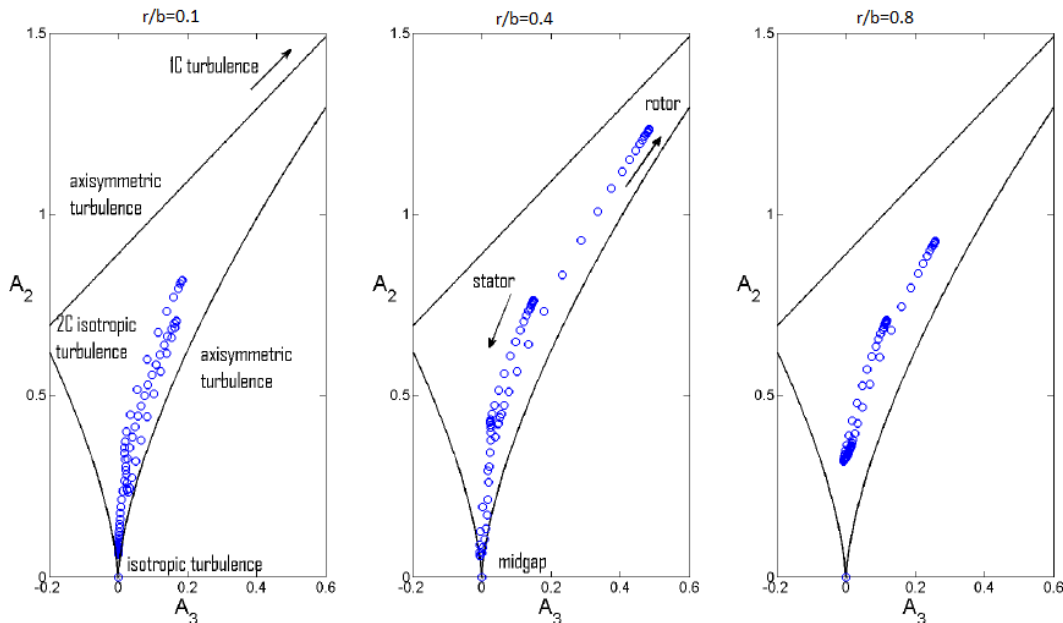 r/b=0.1
r/b=0.4
r/b=0.8
1.5
1C turbulence
axisymmetric
turbulence
1
A2
2C isotropic
turbulence
axisymmetric
turbulence
0.5
isotropic turbulence
0
-0.2
0
0.2
0.4
0.6
A3
1.5
rotor
1
A2
stator
0.5
midgap
0
-0.2
0
0.2
0.4
0.6
A3
1.5
1
A2
0.5
0
-0.2
0
0.2
0.4
0.6
A3